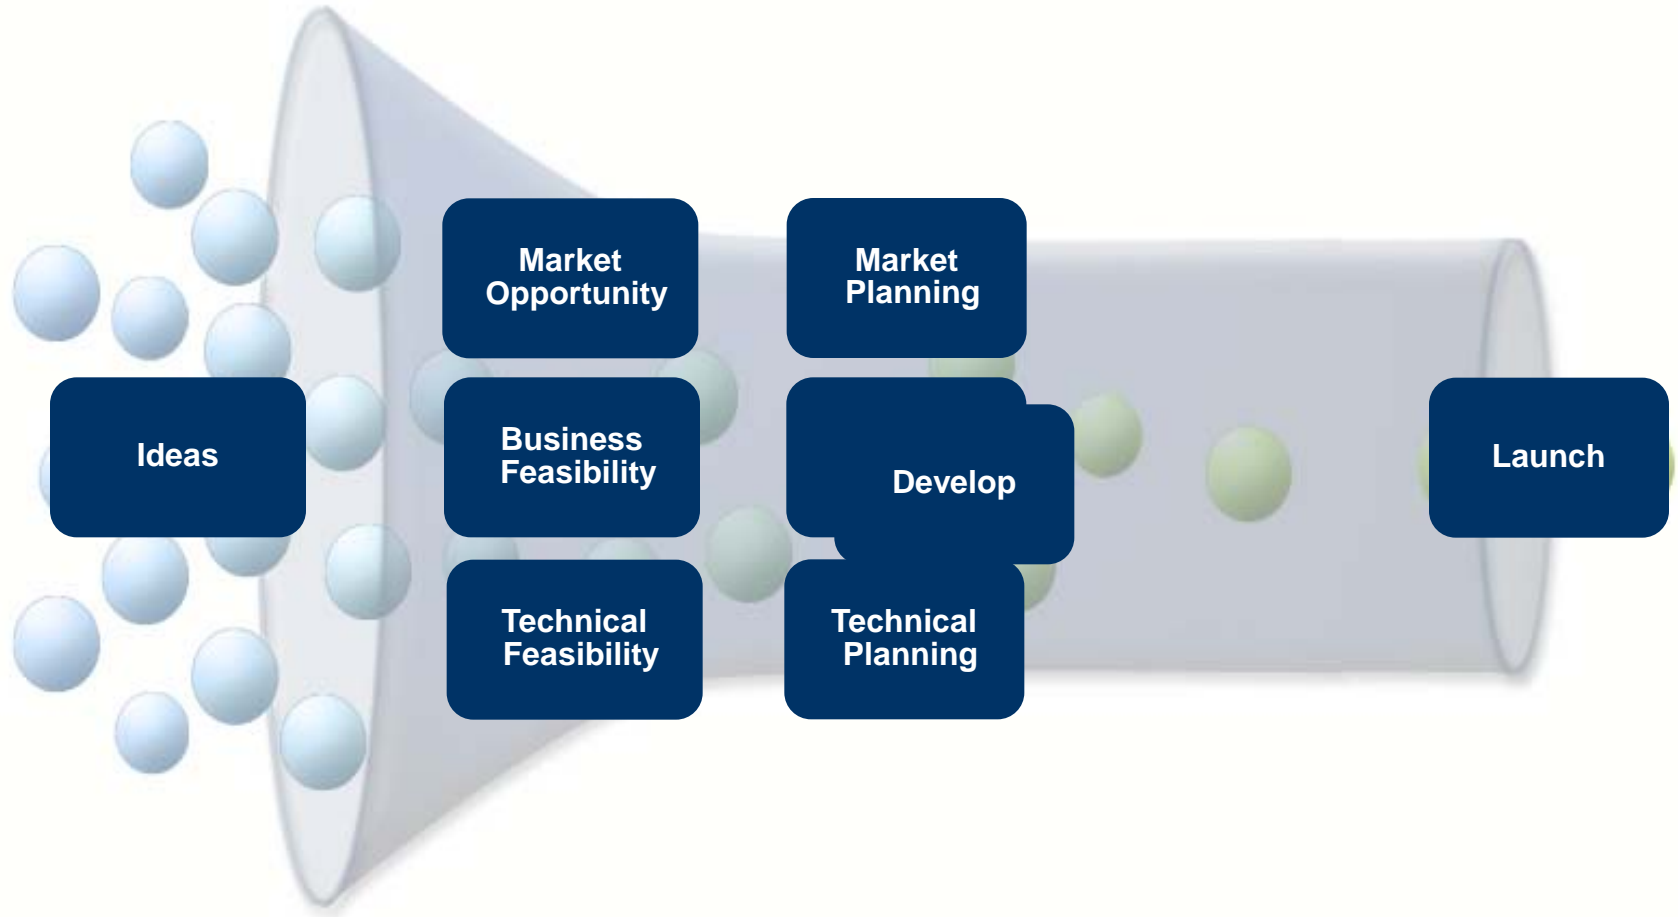 Ideas
Market
Opportunity
Business
Feasibility
Technical
Feasibility
Market
Planning
Develop
Technical
Planning
Launch